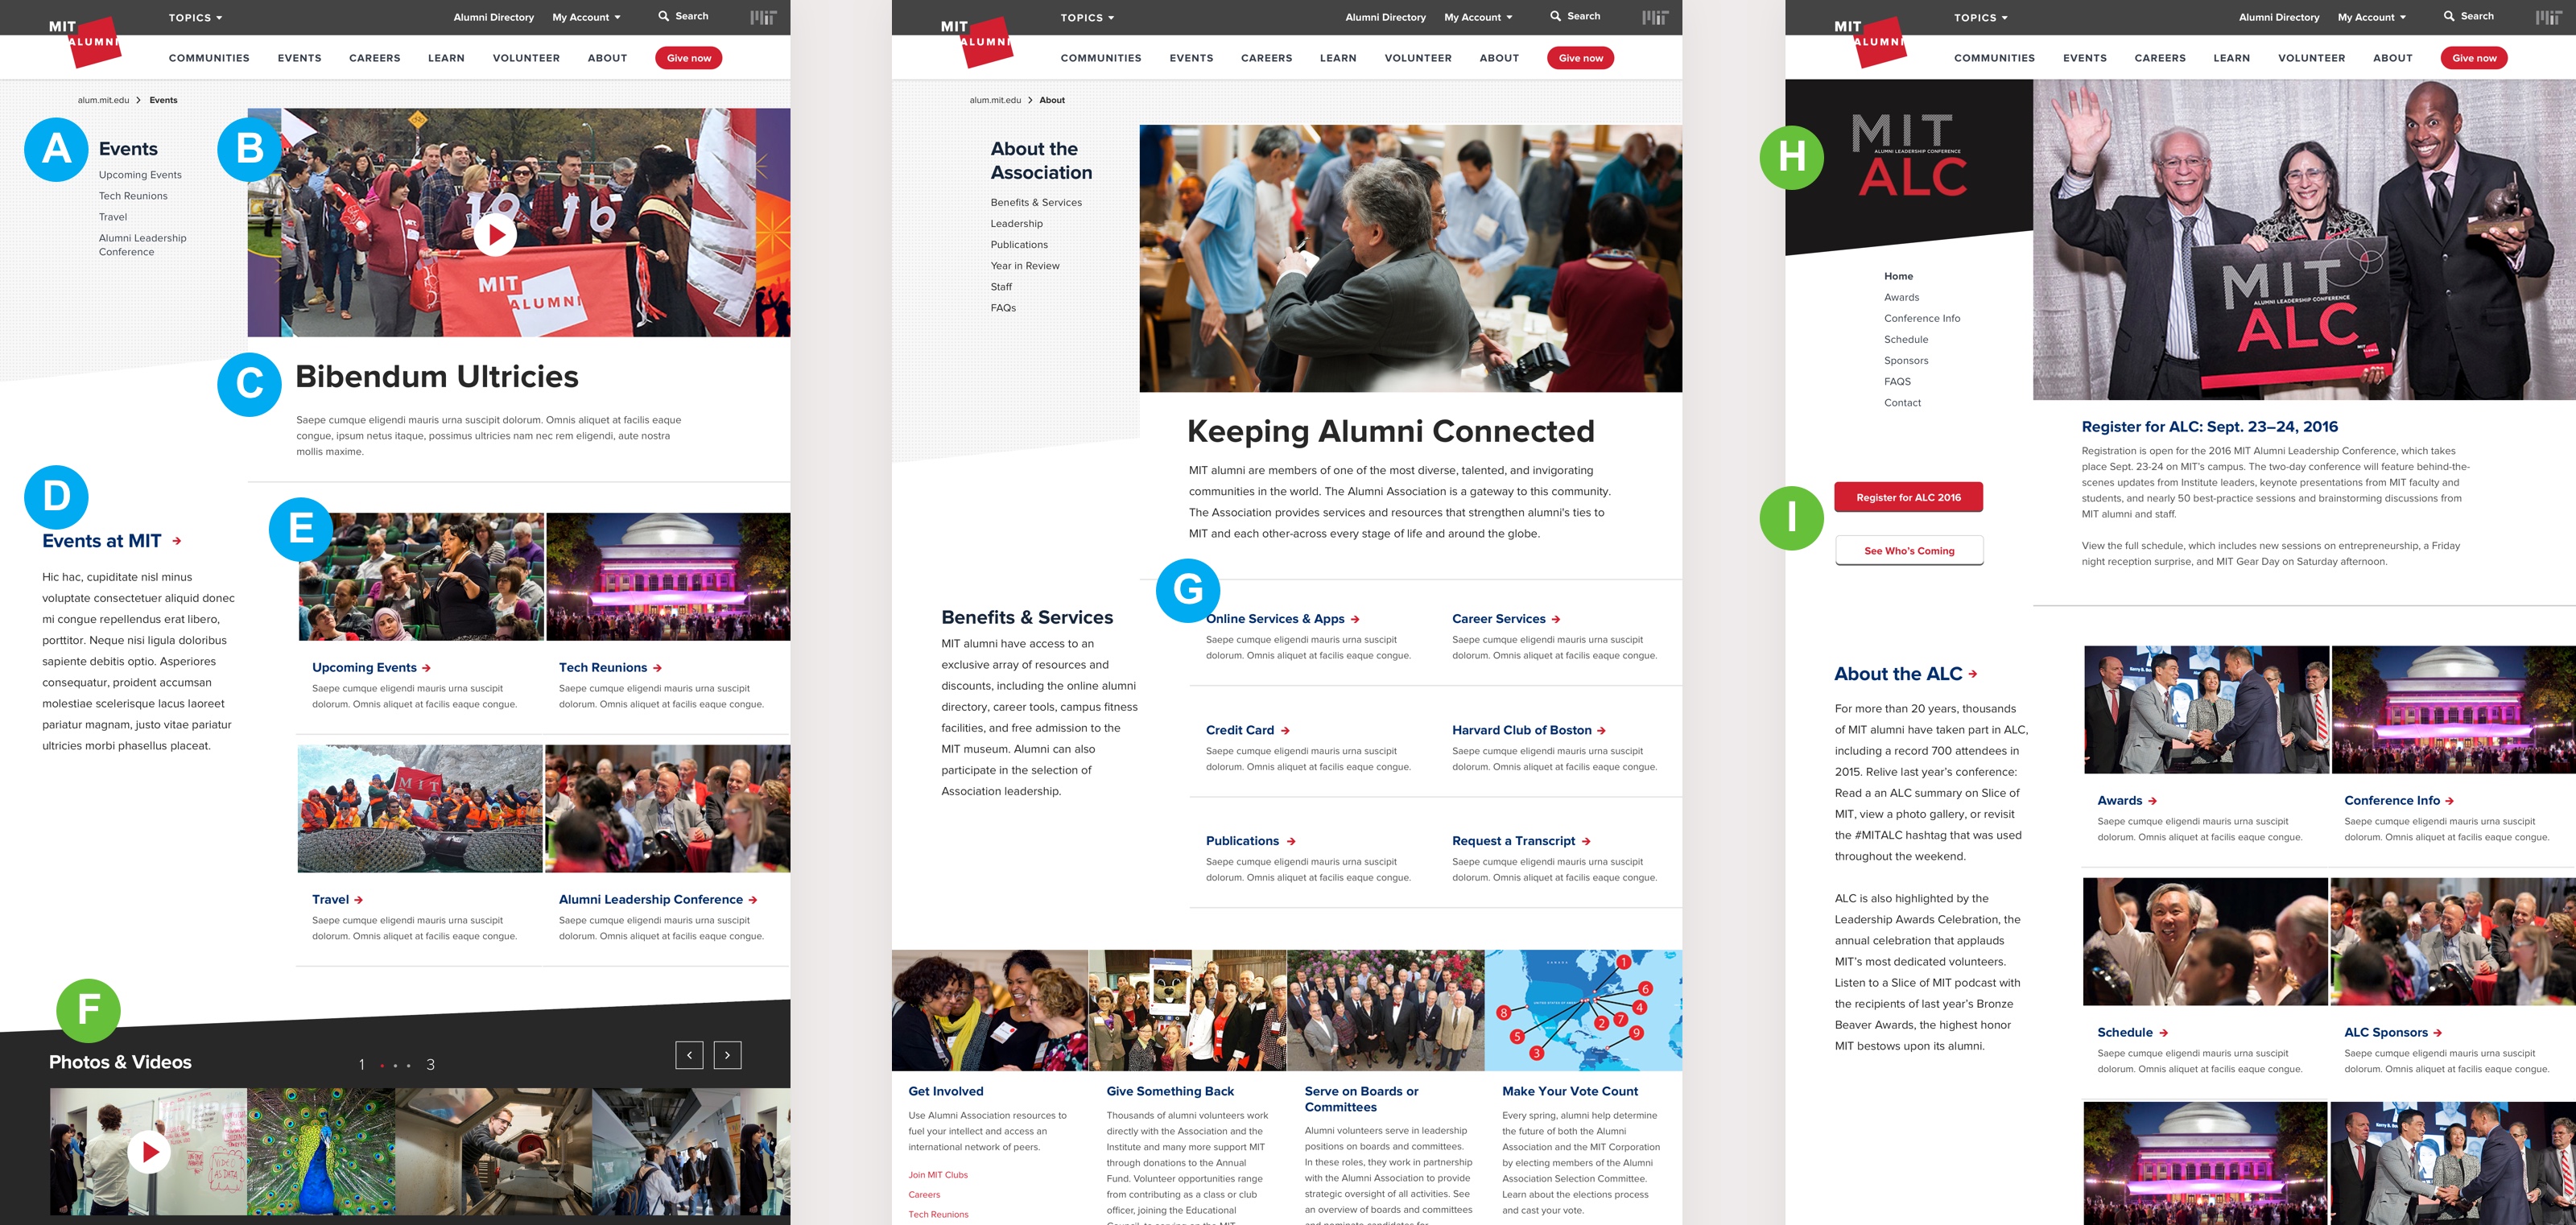 MIT
ALUMNI
TOPICS
Alumni Directory
My Account
Search
COMMUNITIES
EVENTS
CAREERS
LEARN
VOLUNTEER
ABOUT
Give now
alum.mit.edu > Events
A
Events
Upcoming Events
Tech Reunions
Travel
Alumni Leadership
Conference
B
MIT
ALUMNI
C
Bibendum Ultricies
Saepe cumque eligendi mauris urna suscipit dolorum. Omnis aliquet at facilis eaque
congue, ipsum netus itaque, possimus ultricies nam nec rem eligendi, aute nostra
mollis maxime.
D
Events at MIT
Hic hac, cupiditate nisl minus
voluptate consectetuer aliquid donec
mi congue repellendus erat libero,
porttitor. Neque nisi ligula doloribus
sapiente debitis optio. Asperiores
consequatur, proident accumsan
molestiae scelerisque lacus laoreet
pariatur magnam, justo vitae pariatur
ultricies morbi phasellus placeat.
E
Upcoming Events
Saepe cumque eligendi mauris urna suscipit
dolorum. Omnis aliquet at facilis eaque congue.
Tech Reunions
Saepe cumque eligendi mauris urna suscipit
dolorum. Omnis aliquet at facilis eaque congue.
MIT
Travel
Saepe cumque eligendi mauris urna suscipit
dolorum. Omnis aliquet at facilis eaque congue.
Alumni Leadership Conference
Saepe cumque eligendi mauris urna suscipit
dolorum. Omnis aliquet at facilis eaque congue.
F
Photos & Videos
1
3
MIT
ALUMNI
TOPICS
Alumni Directory
My Account
Search
COMMUNITIES
EVENTS
CAREERS
LEARN
VOLUNTEER
ABOUT
Give now
alum.mit.edu > About
About the
Association
Benefits & Services
Leadership
Publications
Year in Review
Staff
FAQs
Keeping Alumni Connected
MIT alumni are members of one of the most diverse, talented, and invigorating
communities in the world. The Alumni Association is a gateway to this community.
The Association provides services and resources that strengthen alumni's ties to
MIT and each other-across every stage of life and around the globe.
Benefits & Services
MIT alumni have access to an
exclusive array of resources and
discounts, including the online alumni
directory, career tools, campus fitness
facilities, and free admission to the
MIT museum. Alumni can also
participate in the selection of
Association leadership.
G
Online Services & Apps
Saepe cumque eligendi mauris urna suscipit
dolorum. Omnis aliquet at facilis eaque congue.
Career Services
Saepe cumque eligendi mauris urna suscipit
dolorum. Omnis aliquet at facilis eaque congue.
Credit Card
Saepe cumque eligendi mauris urna suscipit
dolorum. Omnis aliquet at facilis eaque congue.
Harvard Club of Boston
Saepe cumque eligendi mauris urna suscipit
dolorum. Omnis aliquet at facilis eaque congue.
Publications
Saepe cumque eligendi mauris urna suscipit
dolorum. Omnis aliquet at facilis eaque congue.
Request a Transcript
Saepe cumque eligendi mauris urna suscipit
dolorum. Omnis aliquet at facilis eaque congue.
1
6
4
8
2
7
5
9
3
Get Involved
Use Alumni Association resources to
fuel your intellect and access an
international network of peers.
Join MIT Clubs
Careers
Tech Reunions
Give Something Back
Thousands of alumni volunteers work
directly with the Association and the
Institute and many more support MIT
through donations to the Annual
Fund. Volunteer opportunities range
from contributing as a class or club
officer, joining the Educational
Serve on Boards or
Committees
Alumni volunteers serve in leadership
positions on boards and committees.
In these roles, they work in partnership
with the Alumni Association to provide
strategic oversight of all activities. See
an overview of boards and committees
Make Your Vote Count
Every spring, alumni help determine
the future of both the Alumni
Association and the MIT Corporation
by electing members of the Alumni
Association Selection Committee.
Learn about the elections process
and cast your vote.
MIT
ALUMNI
TOPICS
Alumni Directory
My Account
Search
COMMUNITIES
EVENTS
CAREERS
LEARN
VOLUNTEER
ABOUT
Give now
H
MIT
ALUMNI LEADERSHIP CONFERENCE
ALC
MIT
ALUMNI LEADERSHIP CONFERENCE
ALC
Home
Awards
Conference Info
Schedule
Sponsors
FAQS
Contact
I
Register for ALC 2016
See Who's Coming
Register for ALC: Sept. 23–24, 2016
Registration is open for the 2016 MIT Alumni Leadership Conference, which takes
place Sept. 23-24 on MIT's campus. The two-day conference will feature behind-the-
scenes updates from Institute leaders, keynote presentations from MIT faculty and
students, and nearly 50 best-practice sessions and brainstorming discussions from
MIT alumni and staff.
View the full schedule, which includes new sessions on entrepreneurship, a Friday
night reception surprise, and MIT Gear Day on Saturday afternoon.
About the ALC
For more than 20 years, thousands
of MIT alumni have taken part in ALC,
including a record 700 attendees in
2015. Relive last year's conference:
Read a an ALC summary on Slice of
MIT, view a photo gallery, or revisit
the #MITALC hashtag that was used
throughout the weekend.
ALC is also highlighted by the
Leadership Awards Celebration, the
annual celebration that applauds
MIT's most dedicated volunteers.
Listen to a Slice of MIT podcast with
the recipients of last year's Bronze
Beaver Awards, the highest honor
MIT bestows upon its alumni.
Awards
Saepe cumque eligendi mauris urna suscipit
dolorum. Omnis aliquet at facilis eaque congue.
Conference Info
Saepe cumque eligendi mauris urna suscipit
dolorum. Omnis aliquet at facilis eaque congue.
Schedule
Saepe cumque eligendi mauris urna suscipit
dolorum. Omnis aliquet at facilis eaque congue.
ALC Sponsors
Saepe cumque eligendi mauris urna suscipit
dolorum. Omnis aliquet at facilis eaque congue.